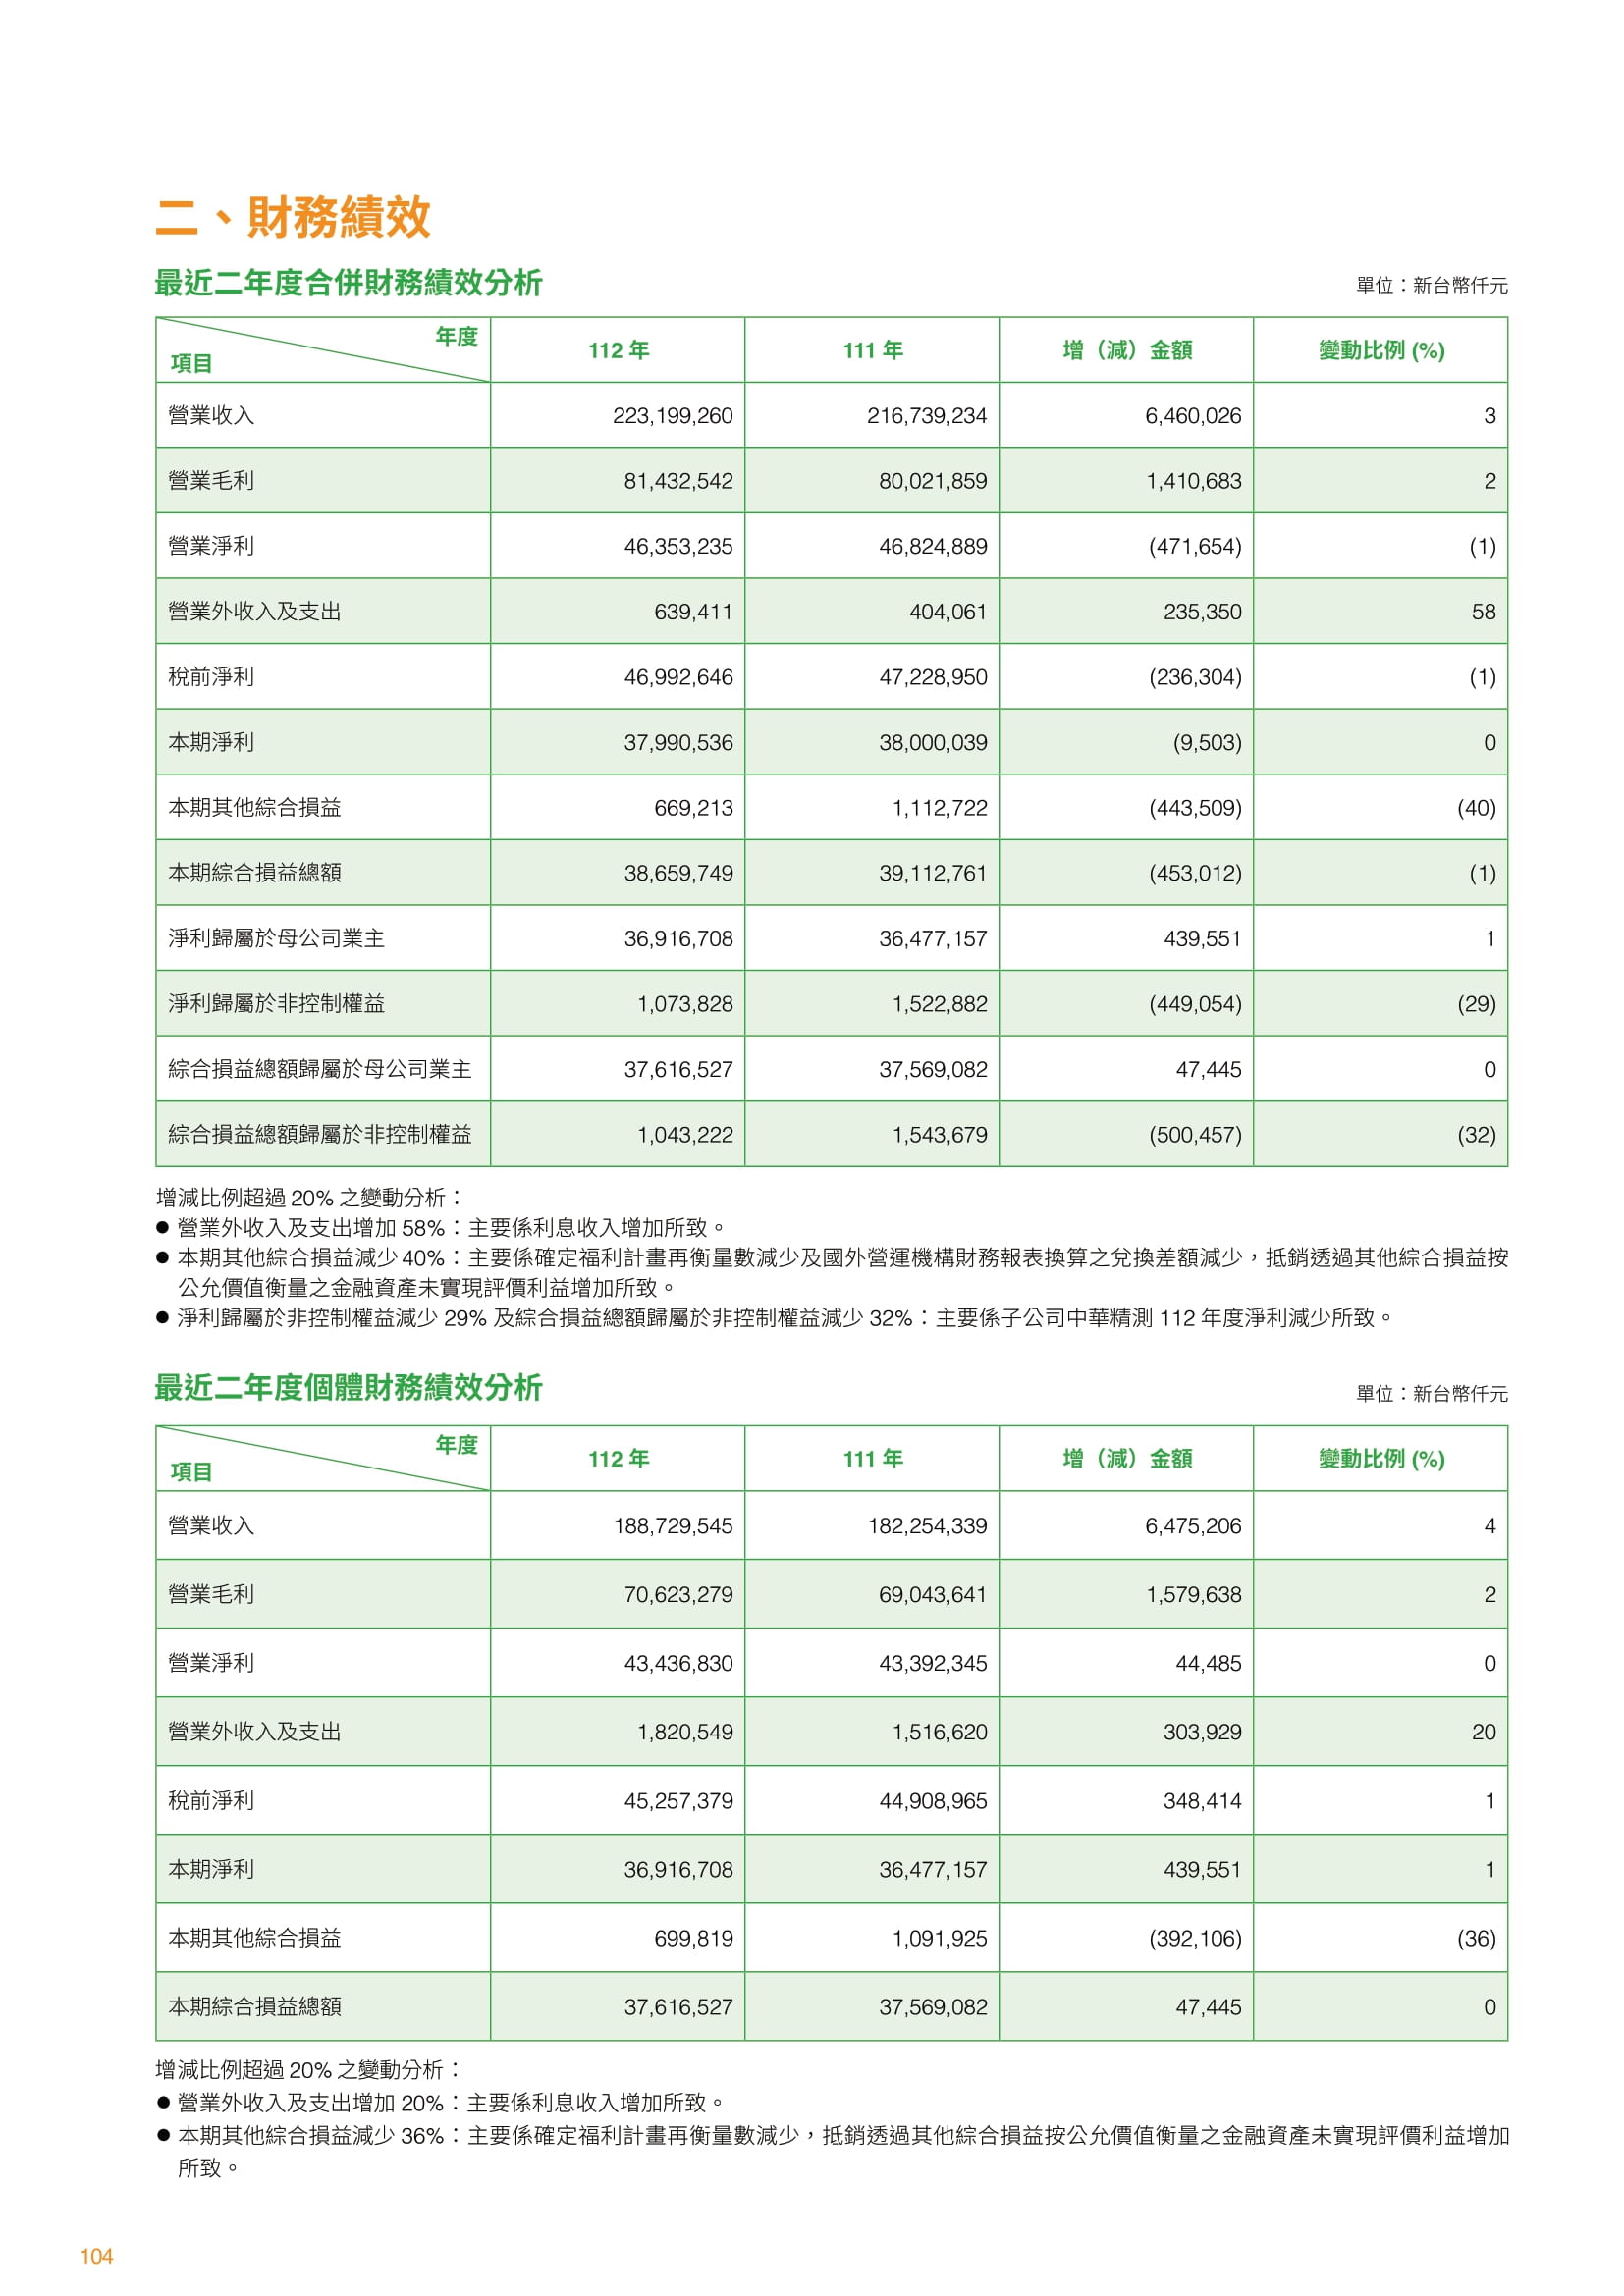 二、財務績效
最近二年度合併財務績效分析 單位：新台幣仟元
項目 年度 112 年 111 年 增（減）金額 變動比例 (%)
營業收入 223,199,260 216,739,234 6,460,026 3
營業毛利 81,432,542 80,021,859 1,410,683 2
營業淨利 46,353,235 46,824,889 (471,654) (1)
營業外收入及支出 639,411 404,061 235,350 58
稅前淨利 46,992,646 47,228,950 (236,304) (1)
本期淨利 37,990,536 38,000,039 (9,503) 0
本期其他綜合損益 669,213 1,112,722 (443,509) (40)
本期綜合損益總額 38,659,749 39,112,761 (453,012) (1)
淨利歸屬於母公司業主 36,916,708 36,477,157 439,551 1
淨利歸屬於非控制權益 1,073,828 1,522,882 (449,054) (29)
綜合損益總額歸屬於母公司業主 37,616,527 37,569,082 47,445 0
綜合損益總額歸屬於非控制權益 1,043,222 1,543,679 (500,457) (32)
增減比例超過 20% 之變動分析：
● 營業外收入及支出增加 58%：主要係利息收入增加所致。
● 本期其他綜合損益減少 40%：主要係確定福利計畫再衡量數減少及國外營運機構財務報表換算之兌換差額減少，抵銷透過其他綜合損益按
公允價值衡量之金融資產未實現評價利益增加所致。
● 淨利歸屬於非控制權益減少 29% 及綜合損益總額歸屬於非控制權益減少 32%：主要係子公司中華精測 112 年度淨利減少所致。
最近二年度個體財務績效分析 單位：新台幣仟元
項目 年度 112 年 111 年 增（減）金額 變動比例 (%)
營業收入 188,729,545 182,254,339 6,475,206 4
營業毛利 70,623,279 69,043,641 1,579,638 2
營業淨利 43,436,830 43,392,345 44,485 0
營業外收入及支出 1,820,549 1,516,620 303,929 20
稅前淨利 45,257,379 44,908,965 348,414 1
本期淨利 36,916,708 36,477,157 439,551 1
本期其他綜合損益 699,819 1,091,925 (392,106) (36)
本期綜合損益總額 37,616,527 37,569,082 47,445 0
增減比例超過 20% 之變動分析：
● 營業外收入及支出增加 20%：主要係利息收入增加所致。
● 本期其他綜合損益減少 36%：主要係確定福利計畫再衡量數減少，抵銷透過其他綜合損益按公允價值衡量之金融資產未實現評價利益增加
所致。
104